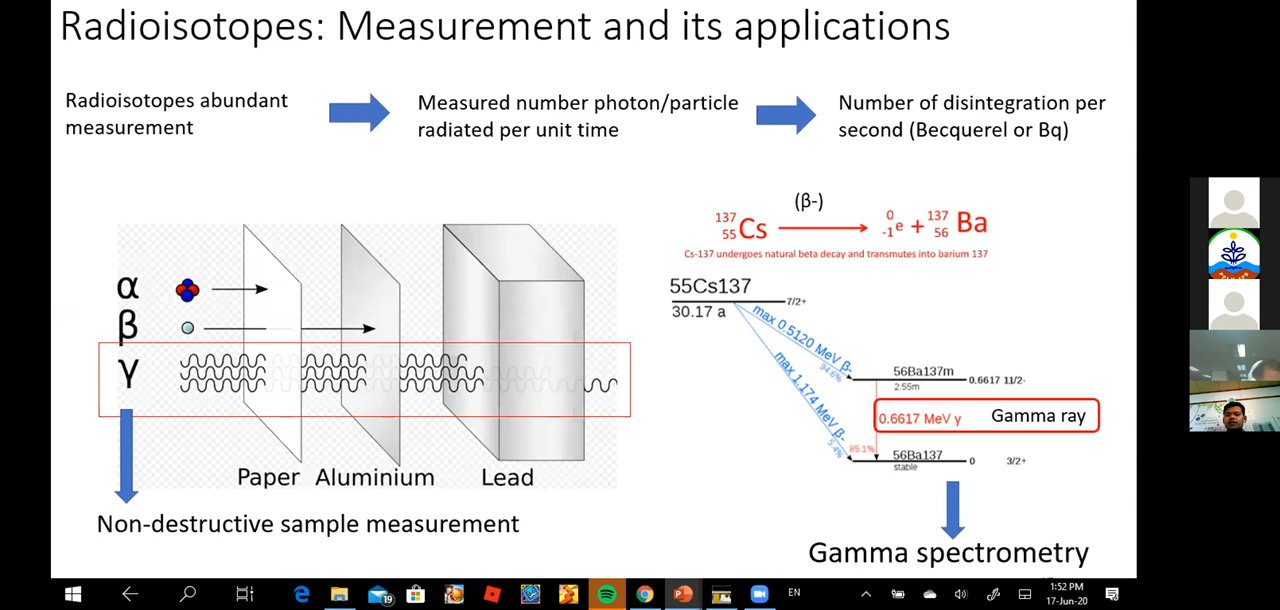 Radioisotopes: Measurement and its applications
Radioisotopes abundant
measurement
Measured number photon/particle
radiated per unit time
Number of disintegration per
second (Becquerel or Bq)
α
β
γ
Paper
Aluminium
Lead
Non-destructive sample measurement
(β-)
137 55 Cs
0 -1 e + 137 56 Ba
Cs-137 undergoes natural beta decay and transmutes into barium 137
55Cs137
7/2+
30.17 a
max 0.5120 MeV β-
94.6%
max 1.174 MeV β-
5.4%
56Ba137m
2.55m
0.6617 11/2-
0.6617 MeV γ
Gamma ray
85.1%
56Ba137
stable
0
3/2+
Gamma spectrometry
19
EN
1:52 PM
17-Jun-20